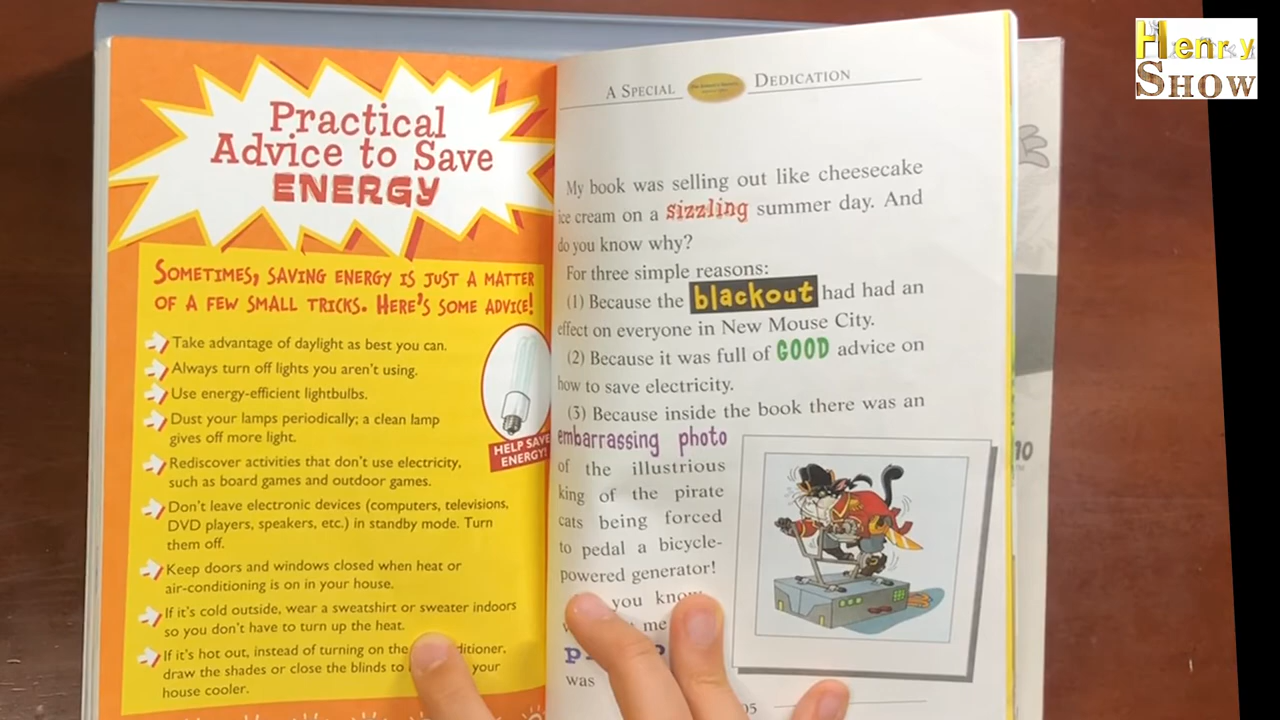 Henry
SHOW
Practical
Advice to Save
ENERGY
SOMETIMES, SAVING ENERGY IS JUST A MATTER
OF A FEW SMALL TRICKS. HERE'S SOME ADVICE!
Take advantage of daylight as best you can.
Always turn off lights you aren't using.
Use energy-efficient lightbulbs.
Dust your lamps periodically; a clean lamp
gives off more light.
Rediscover activities that don't use electricity,
such as board games and outdoor games.
Don't leave electronic devices (computers, televisions,
DVD players, speakers, etc.) in standby mode. Turn
them off.
Keep doors and windows closed when heat or
air-conditioning is on in your house.
If it's cold outside, wear a sweatshirt or sweater indoors
so you don't have to turn up the heat.
If it's hot out, instead of turning on the
draw the shades or close the blinds to your
house cooler.
HELP SAVE
ENERGY!
A SPECIAL DEDICATION
My book was selling out like cheesecake
ice cream on a sizzling summer day. And
do you know why?
For three simple reasons:
(1) Because the blackout had had an
effect on everyone in New Mouse City.
(2) Because it was full of GOOD advice on
how to save electricity.
(3) Because inside the book there was an
embarrassing photo
of the illustrious
king of the pirate
cats being forced
to pedal a bicycle-
powered generator!
you know
me
was
10